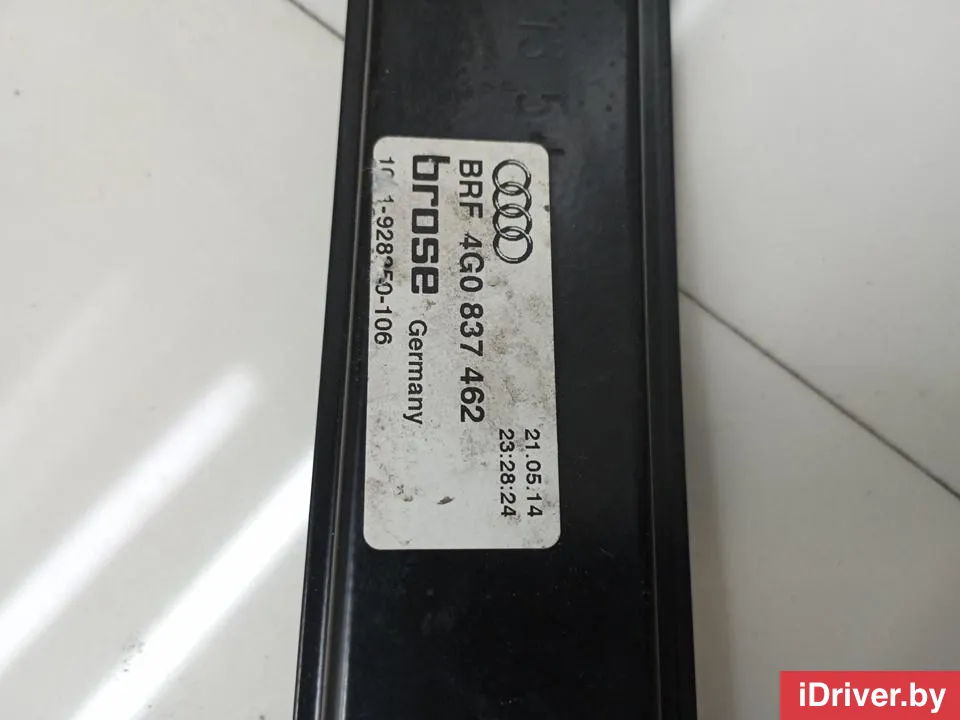 21.05.14
23:28:24
BRF 4G0 837 462
brose Germany
iDriver.by